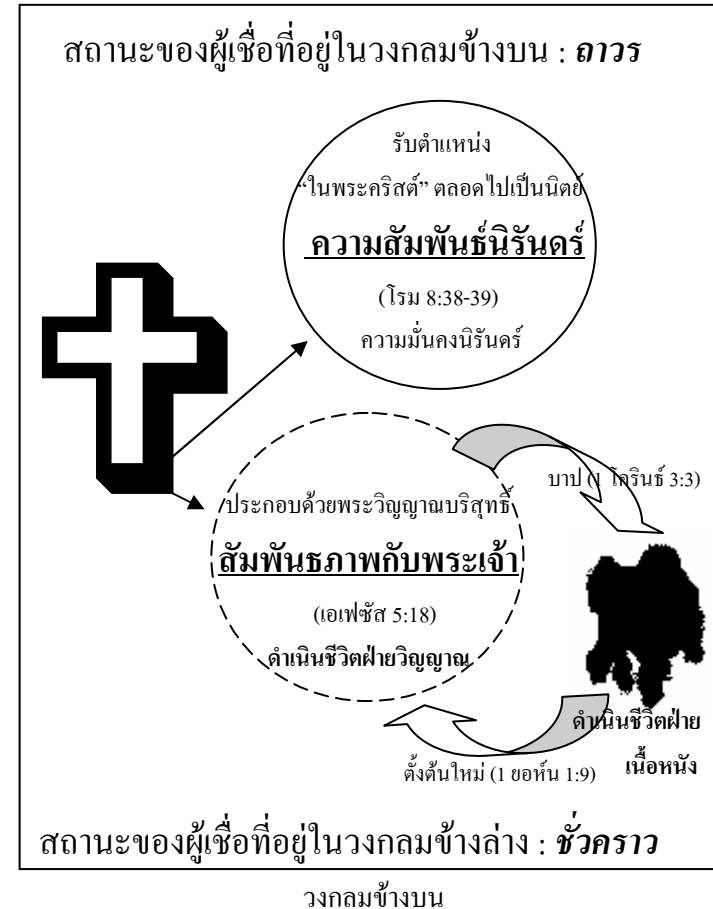 สถานะของผู้เชื่อที่อยู่ในวงกลมข้างบน : ถาวร
รับตำแหน่ง
“ในพระคริสต์” ตลอดไปเป็นนิตย์
ความสัมพันธ์นิรันดร์
(โรม 8:38-39)
ความมั่นคงนิรันดร์
บาป (1 โครินธ์ 3:3)
ประกอบด้วยพระวิญญาณบริสุทธิ์
สัมพันธภาพกับพระเจ้า
(เอเฟซัส 5:18)
ดำเนินชีวิตฝ่ายวิญญาณ
ดำเนินชีวิตฝ่าย
เนื้อหนัง
ตั้งต้นใหม่ (1 ยอห์น 1:9)
สถานะของผู้เชื่อที่อยู่ในวงกลมข้างล่าง : ชั่วคราว
วงกลมข้างบน